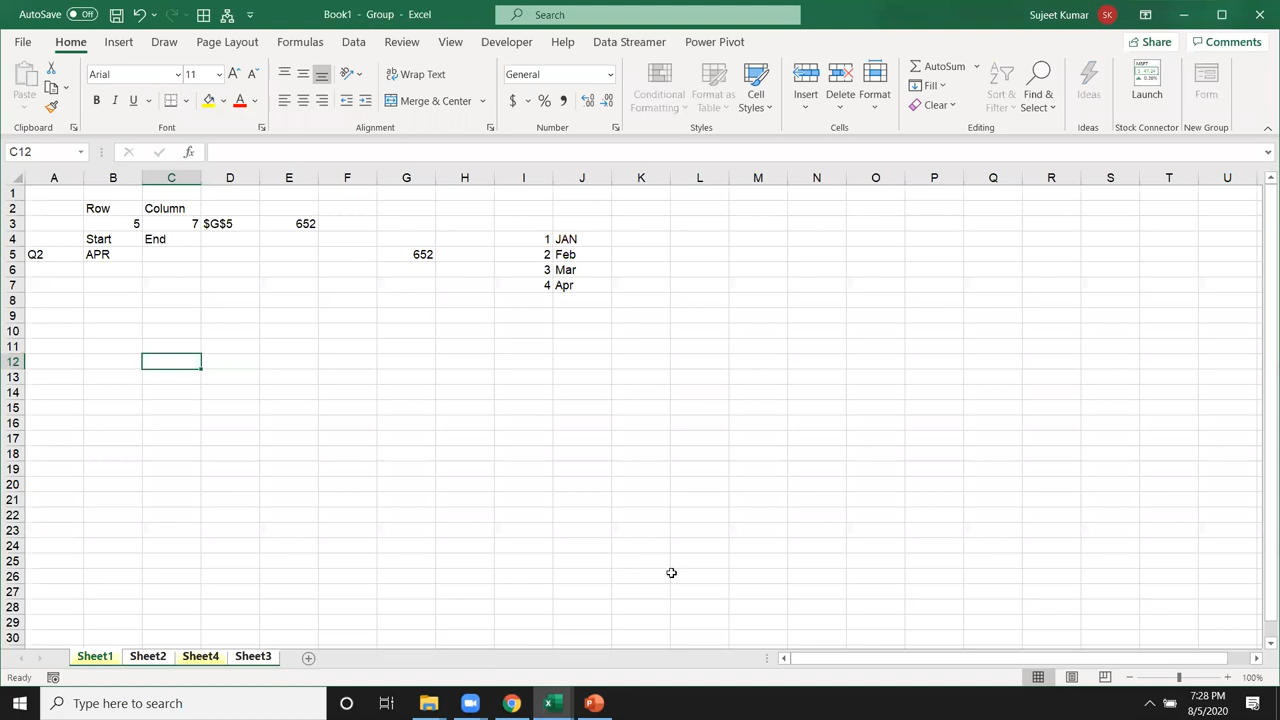 AutoSave Off Book1 - Group - Excel Search Sujeet Kumar SK
File Home Insert Draw Page Layout Formulas Data Review View Developer Help Data Streamer Power Pivot Share Comments
Paste Arial 11 A A ab Wrap Text General AutoSum
Conditional Formatting Format as Table Cell Styles Insert Delete Format Fill Sort & Filter Find & Select Ideas Launch Form
B I U A Merge & Center $ % Clear
Clipboard Font Alignment Number Styles Cells Editing Ideas Stock Connector New Group
C12 fx
A B C D E F G H I J K L M N O P Q R S T U
1
2 Row Column
3 5 7 $G$5 652
4 Start End 1 JAN
5 Q2 APR 652 2 Feb
6 3 Mar
7 4 Apr
8
9
10
11
12
13
14
15
16
17
18
19
20
21
22
23
24
25
26
27
28
29
30
Sheet1 Sheet2 Sheet4 Sheet3
Ready 100%
Type here to search 7:28 PM
8/5/2020